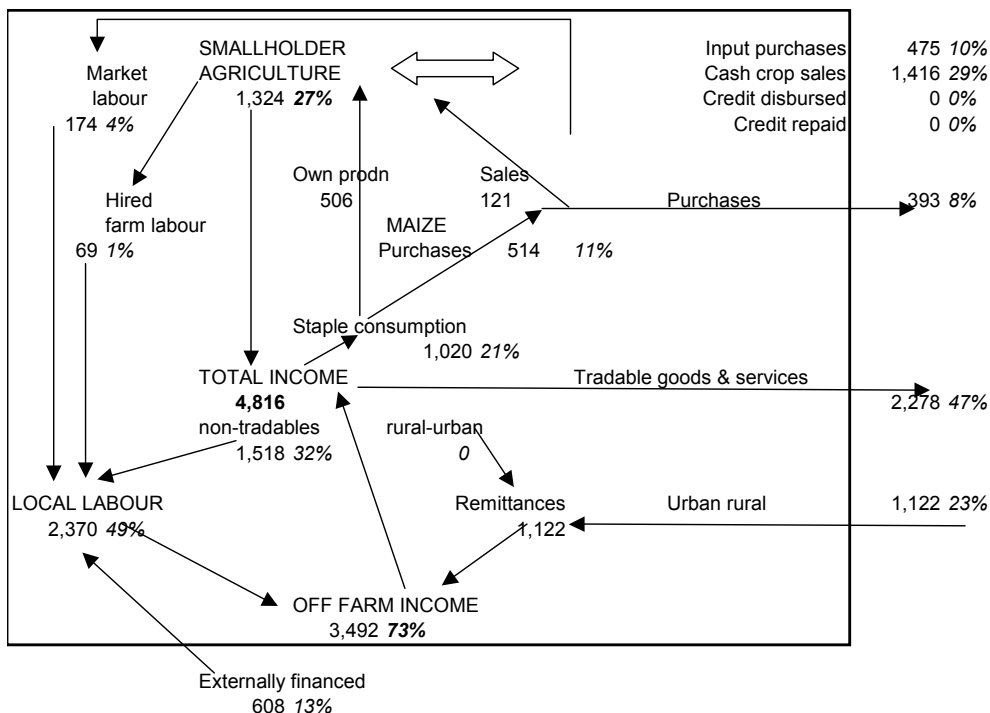 SMALLHOLDER
AGRICULTURE
1,324 27%
Market
labour
174 4%
Input purchases 475 10%
Cash crop sales 1,416 29%
Credit disbursed 0 0%
Credit repaid 0 0%
Own prodn
506
Sales
121
Hired
farm labour
69 1%
Purchases 393 8%
MAIZE
Purchases 514 11%
Staple consumption
1,020 21%
TOTAL INCOME
4,816
Tradable goods & services
2,278 47%
non-tradables
1,518 32%
rural-urban
0
LOCAL LABOUR
2,370 49%
Remittances
1,122
Urban rural 1,122 23%
OFF FARM INCOME
3,492 73%
Externally financed
608 13%